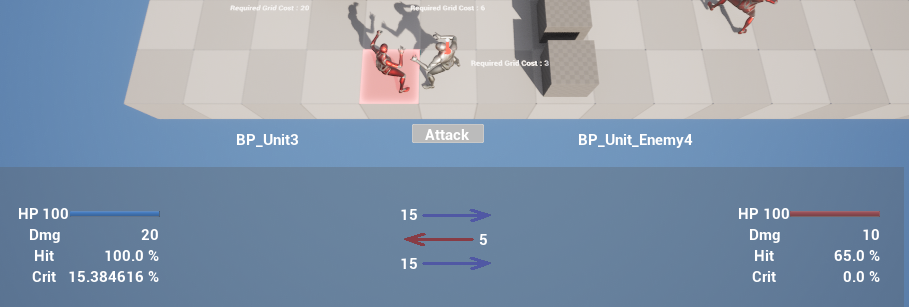 Required Grid Cost : 20
Required Grid Cost : 6
Required Grid Cost : 3
BP_Unit3
Attack
BP_Unit_Enemy4
HP 100
Dmg 20
Hit 100.0 %
Crit 15.384616 %
15
5
15
HP 100
Dmg 10
Hit 65.0 %
Crit 0.0 %